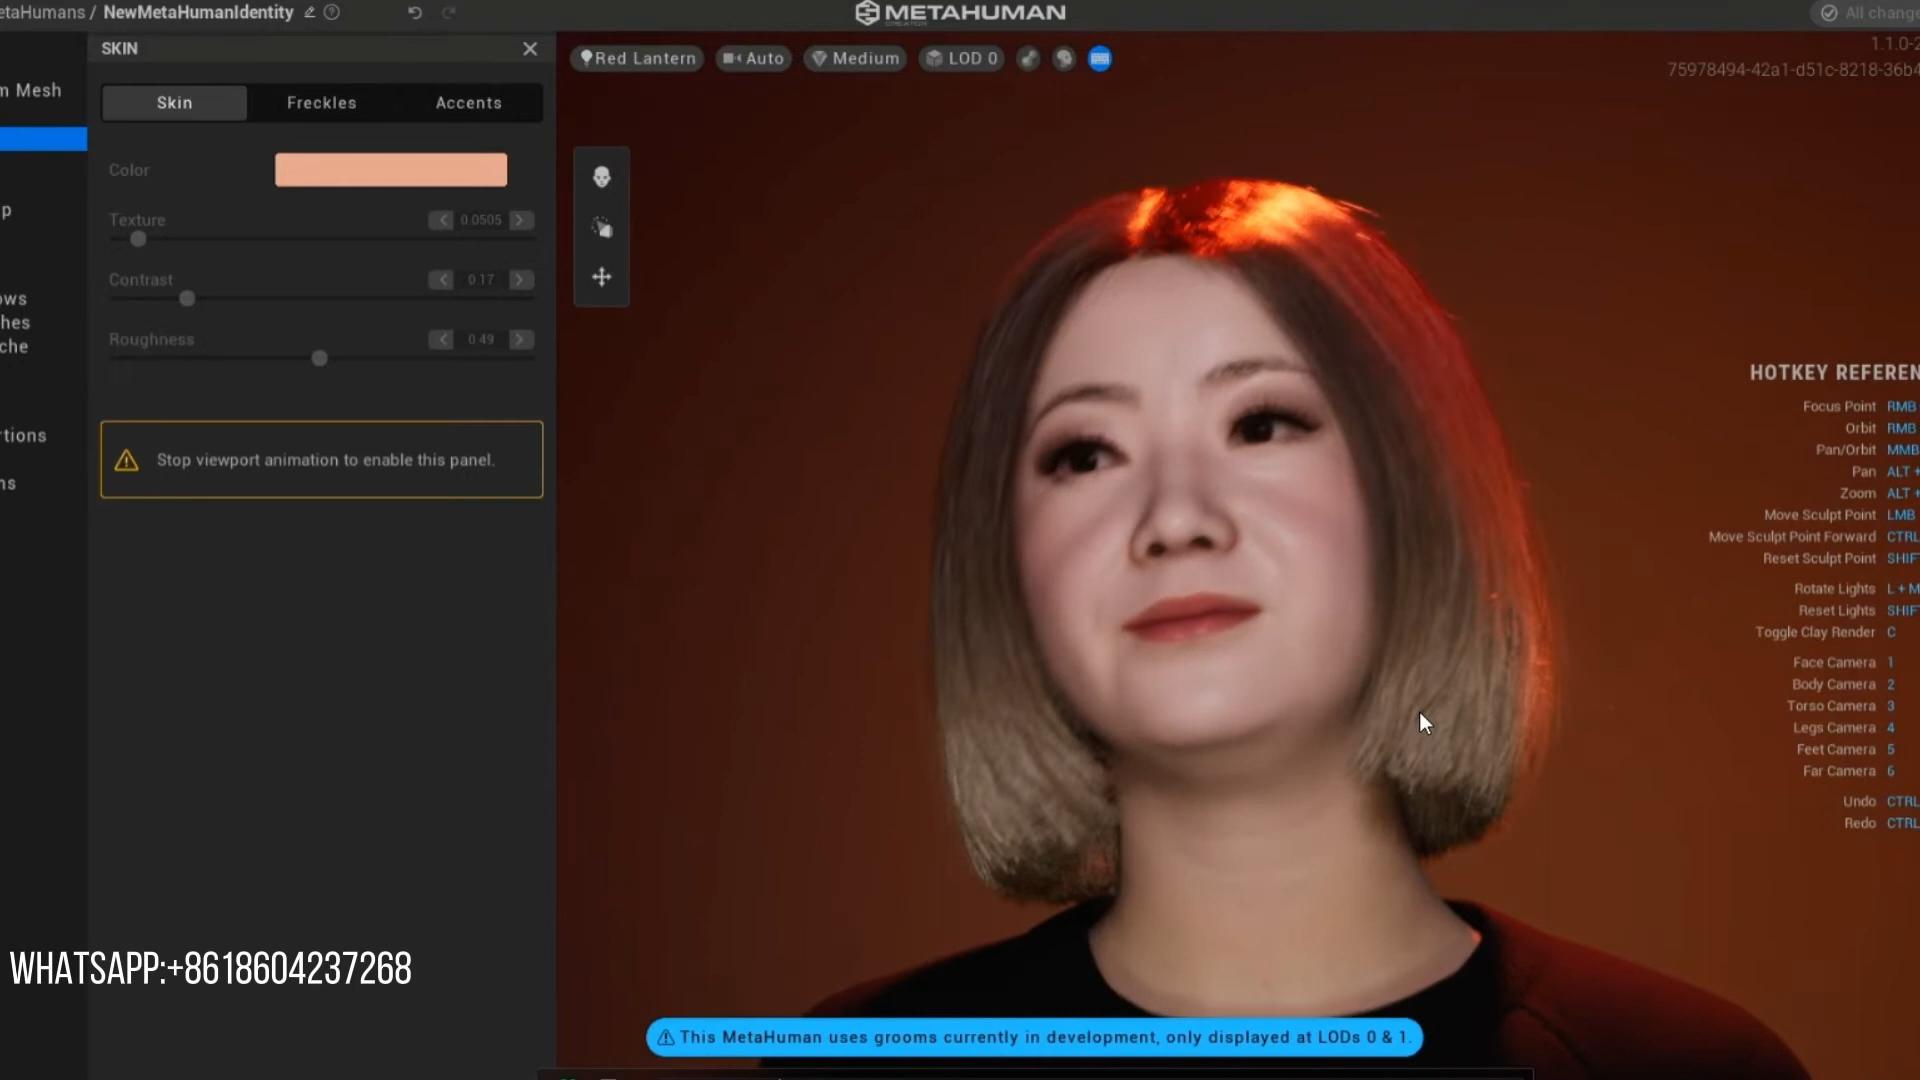 etaHumans / NewMetaHumanIdentity
METAHUMAN
All change
SKIN
Red Lantern
Auto
Medium
LOD 0
1.1.0-2
75978494-42a1-d51c-8218-36b4
m Mesh
Skin
Freckles
Accents
Color
p
Texture
0.0505
Contrast
0.17
ows
hes
Roughness
0.49
che
HOTKEY REFEREN
Focus Point RMB
Orbit RMB
Pan/Orbit MMB
Pan ALT +
Zoom ALT +
Move Sculpt Point LMB
Move Sculpt Point Forward CTRL
Reset Sculpt Point SHIFT
Rotate Lights L + M
Reset Lights SHIFT
Toggle Clay Render C
Face Camera 1
Body Camera 2
Torso Camera 3
Legs Camera 4
Feet Camera 5
Far Camera 6
Undo CTRL
Redo CTRL
rtions
Stop viewport animation to enable this panel.
ns
WHATSAPP:+8618604237268
This MetaHuman uses grooms currently in development, only displayed at LODs 0 & 1.